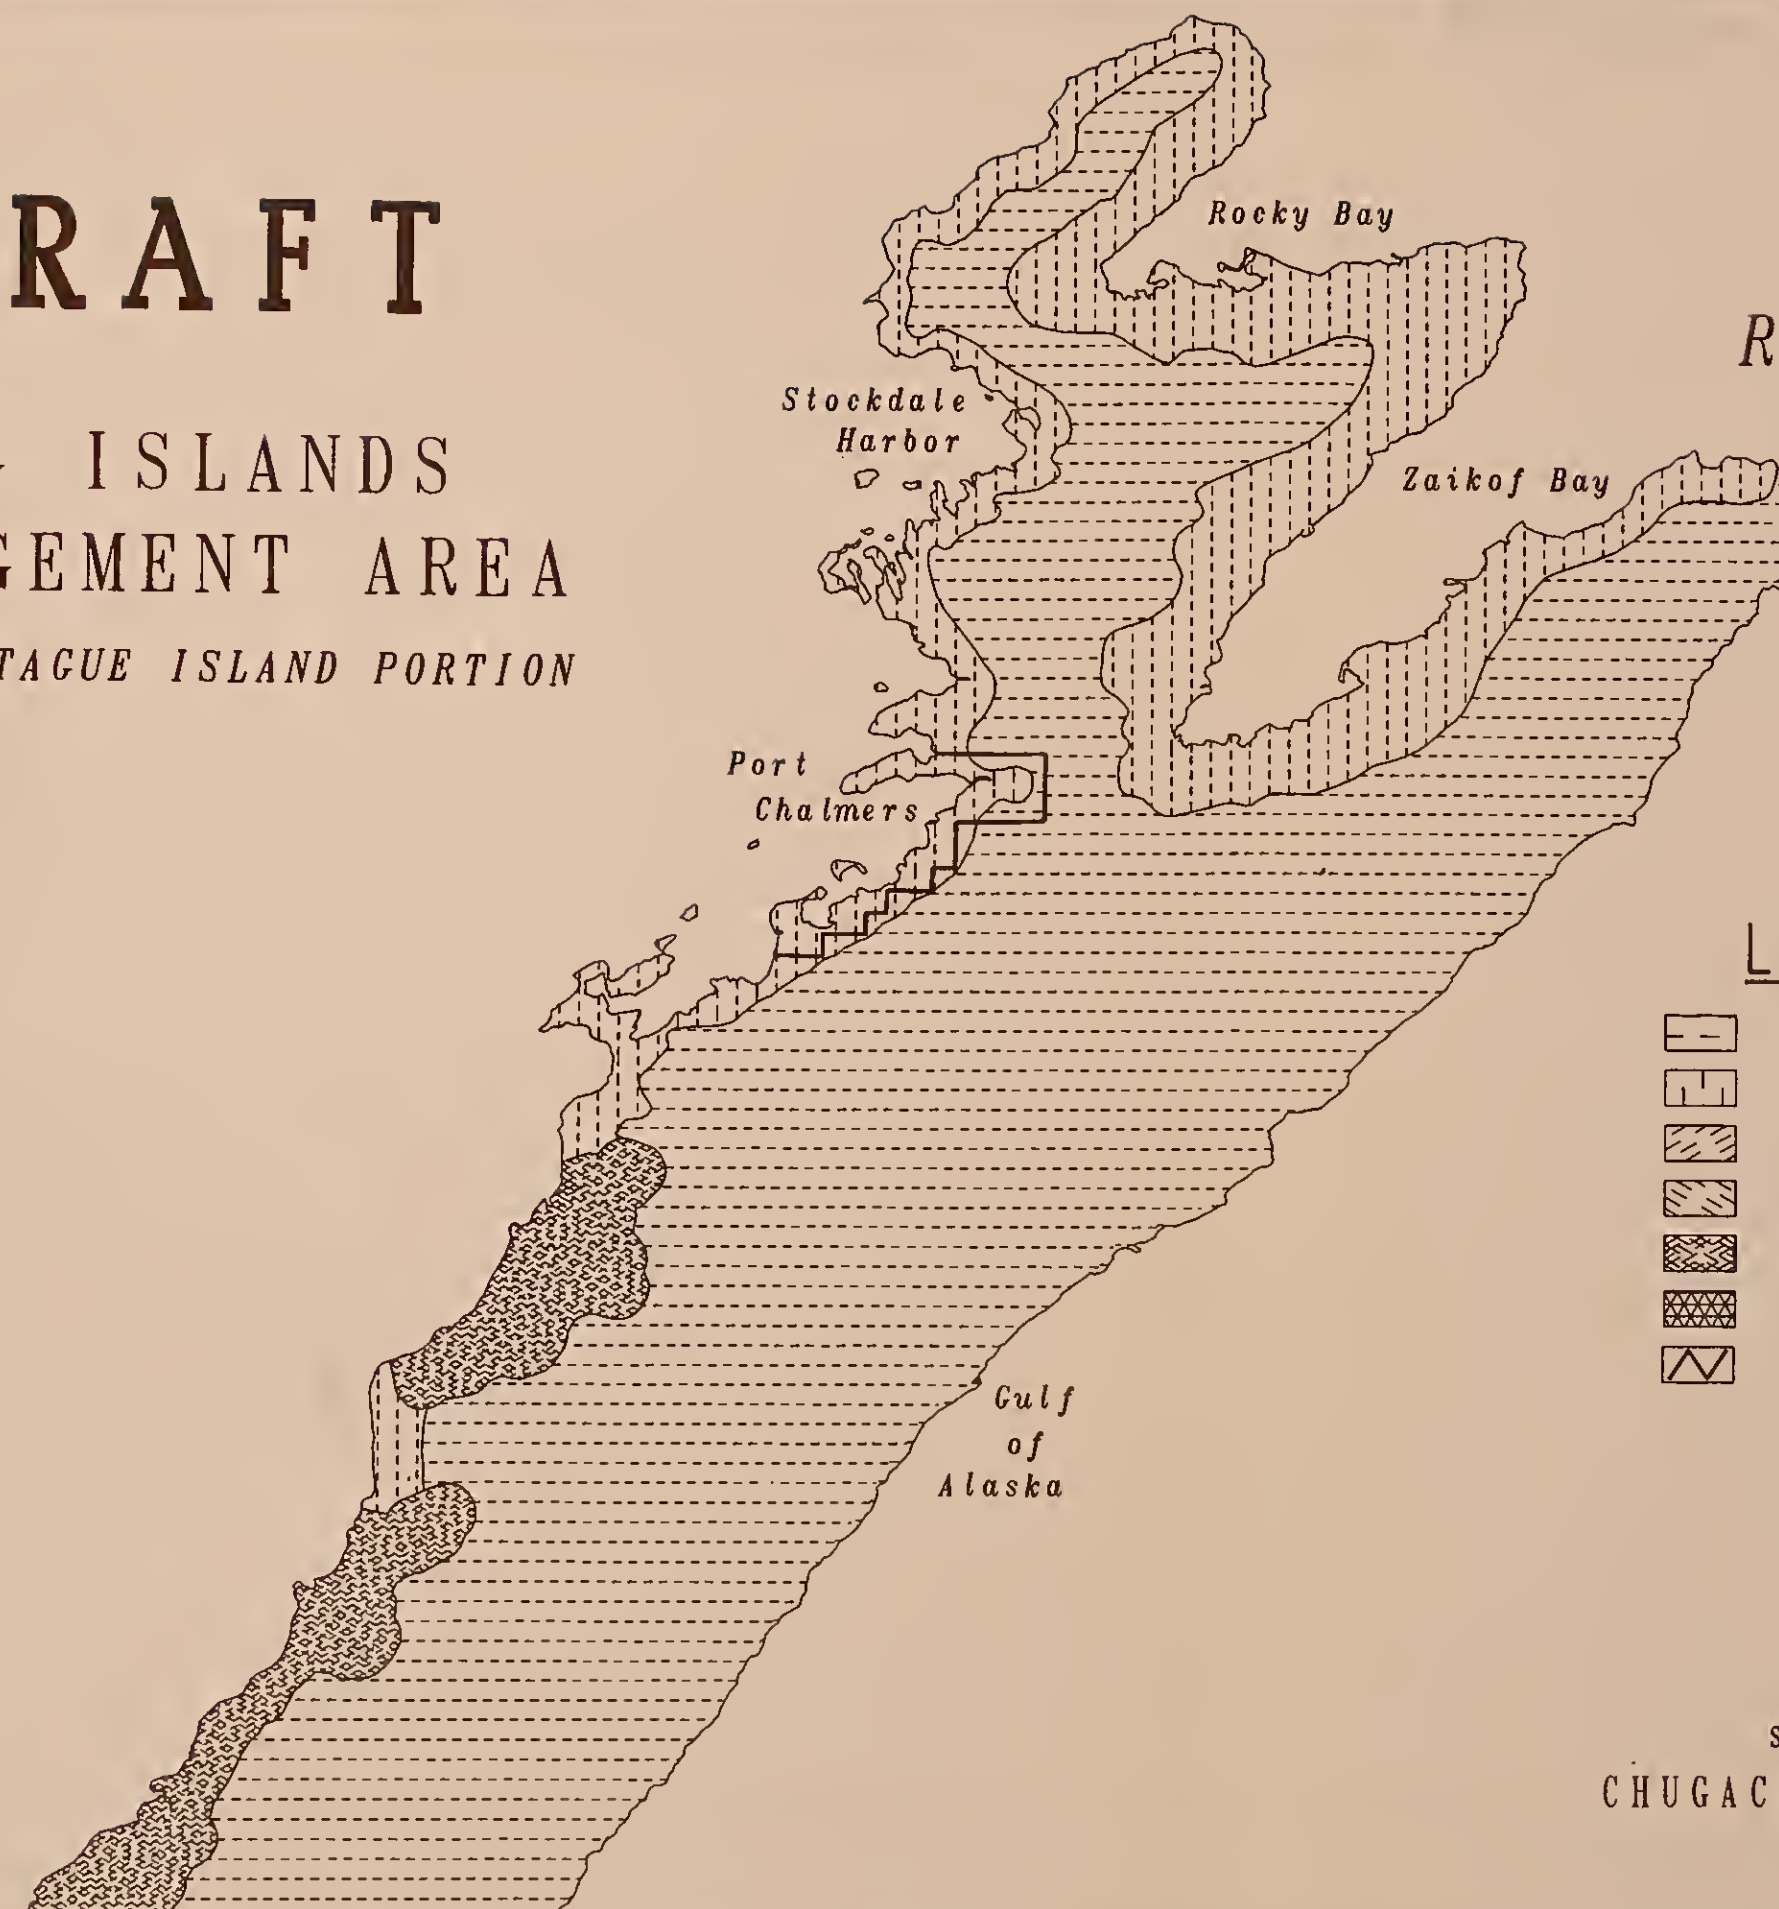 RAFT
ISLANDS
GEMENT AREA
TAGUE ISLAND PORTION
Rocky Bay
R
Stockdale
Harbor
Zaikof Bay
Port
Chalmers
L
Gulf
of
Alaska
S
CHUGAC